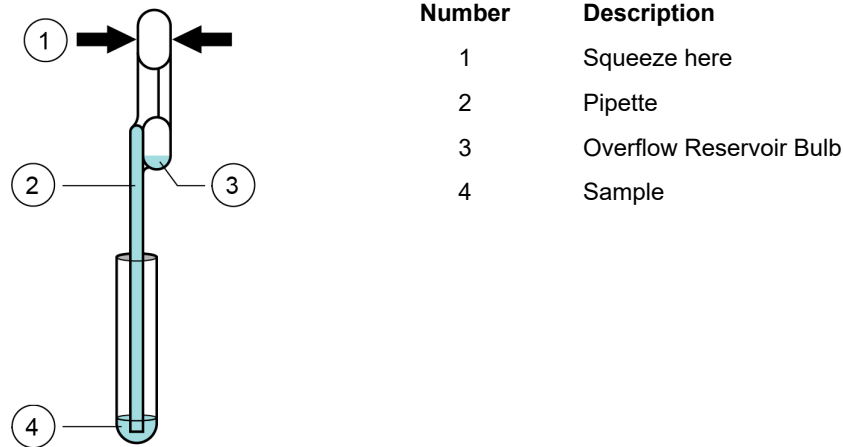 Number Description
1 Squeeze here
2 Pipette
3 Overflow Reservoir Bulb
4 Sample
1
2
3
4